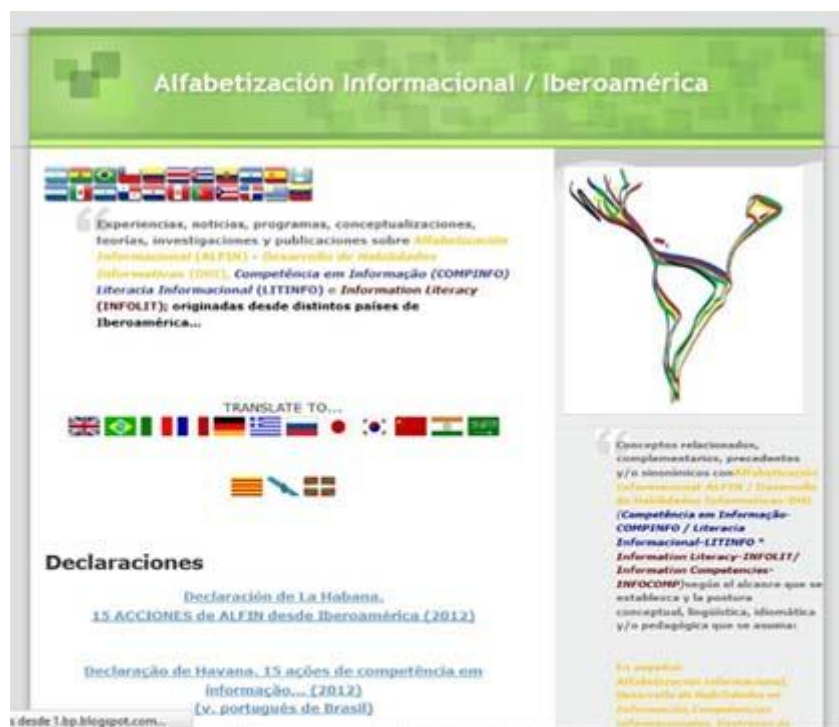 Alfabetización Informacional / Iberoamérica
Experiencias, noticias, programas, conceptualizaciones,
teorías, investigaciones y publicaciones sobre Alfabetización
Informacional (ALFIN) - Desarrollo de Habilidades
Informativas (DHI), Competência em Informação (COMPINFO)
Literacia Informacional (LITINFO) e Information Literacy
(INFOLIT); originadas desde distintos países de
Iberoamérica...
TRANSLATE TO...
Declaraciones
Declaración de La Habana.
15 ACCIONES de ALFIN desde Iberoamérica (2012)
Declaração de Havana. 15 ações de competência em
informação... (2012)
(v. portugués de Brasil)
Conceptos relacionados,
complementarios, precedentes
y/o sinonímicos con Alfabetización
Informacional-ALFIN / Desarrollo
de Habilidades Informativas-DHI
(Competência em Informação-
COMPINFO / Literacia
Informacional-LITINFO *
Information Literacy-INFOLIT/
Information Competencies-
INFOCOMP)según el alcance que se
establezca y la postura
conceptual, lingüística, idiomática
y/o pedagógica que se asuma:
En español:
Alfabetización Informacional,
Desarrollo de Habilidades en
Información, Competencias
s desde 1.bp.blogspot.com...